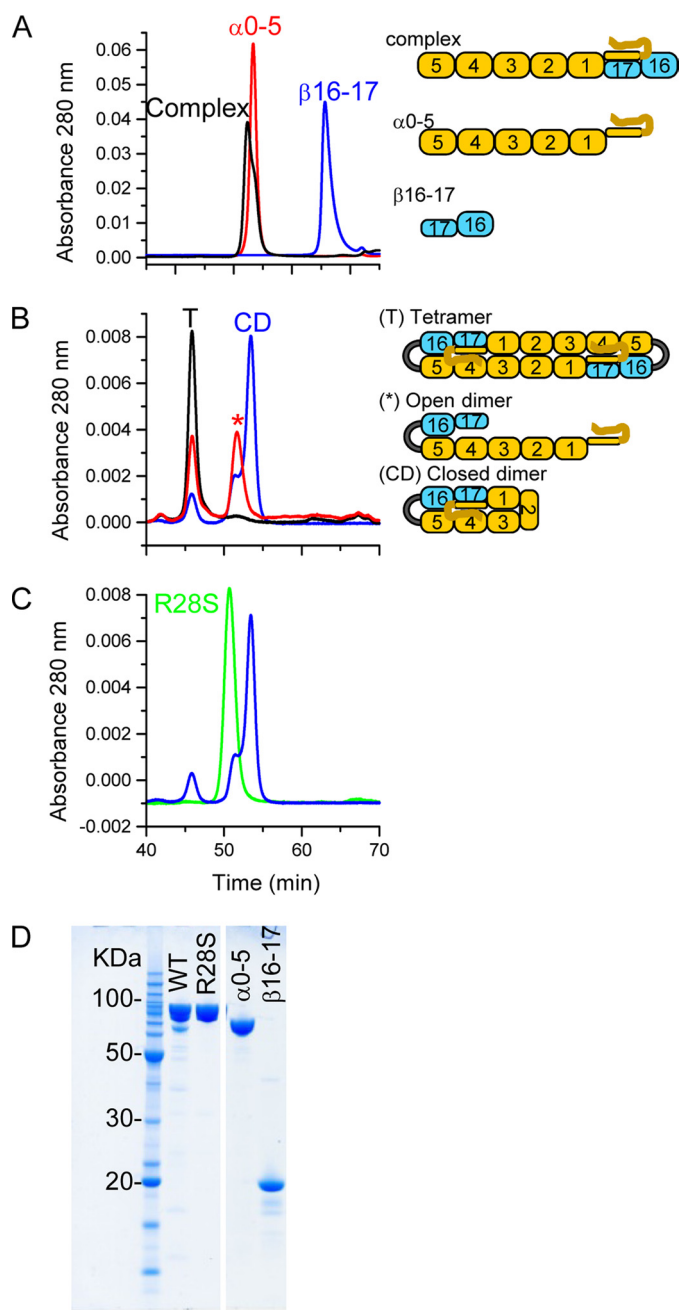 A
α0-5
Complex
β16-17
Absorbance 280 nm
0.06
0.05
0.04
0.03
0.02
0.01
0.00
complex
5 4 3 2 1 17 16
α0-5
5 4 3 2 1
β16-17
17 16
B
T
CD
*
Absorbance 280 nm
0.008
0.006
0.004
0.002
0.000
(T) Tetramer
16 17 1 2 3 4 5
5 4 3 2 1 17 16
(*) Open dimer
16 17
5 4 3 2 1
(CD) Closed dimer
16 17 1 2
5 4 3
C
R28S
Absorbance 280 nm
0.008
0.006
0.004
0.002
0.000
-0.002
40 50 60 70
Time (min)
D
KDa
WT
R28S
α0-5
β16-17
100-
50-
30-
20-